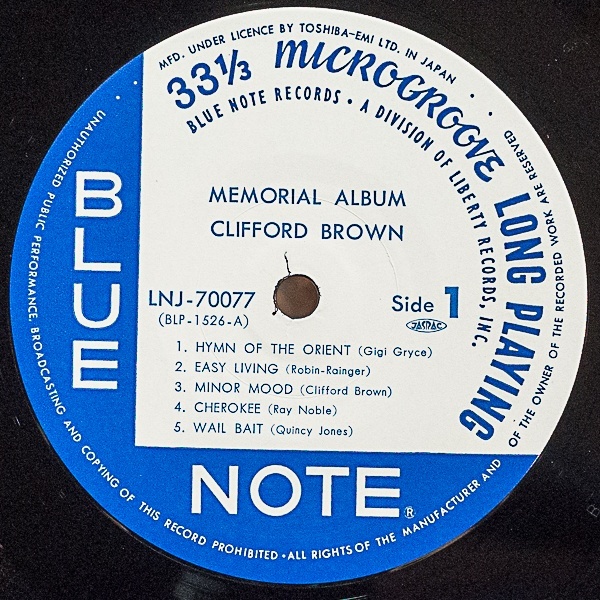 MFD. UNDER LICENCE BY TOSHIBA-EMI LTD. IN JAPAN
33⅓ MICROGROOVE LONG PLAYING
BLUE NOTE RECORDS • A DIVISION OF LIBERTY RECORDS, INC.
MEMORIAL ALBUM
CLIFFORD BROWN
LNJ-70077
(BLP-1526-A)
Side 1
JASRAC
1. HYMN OF THE ORIENT (Gigi Gryce)
2. EASY LIVING (Robin-Rainger)
3. MINOR MOOD (Clifford Brown)
4. CHEROKEE (Ray Noble)
5. WAIL BAIT (Quincy Jones)
BLUE
NOTE®
UNAUTHORIZED PUBLIC PERFORMANCE, BROADCASTING AND COPYING OF THIS RECORD PROHIBITED • ALL RIGHTS OF THE MANUFACTURER AND OF THE OWNER OF THE RECORDED WORK ARE RESERVED